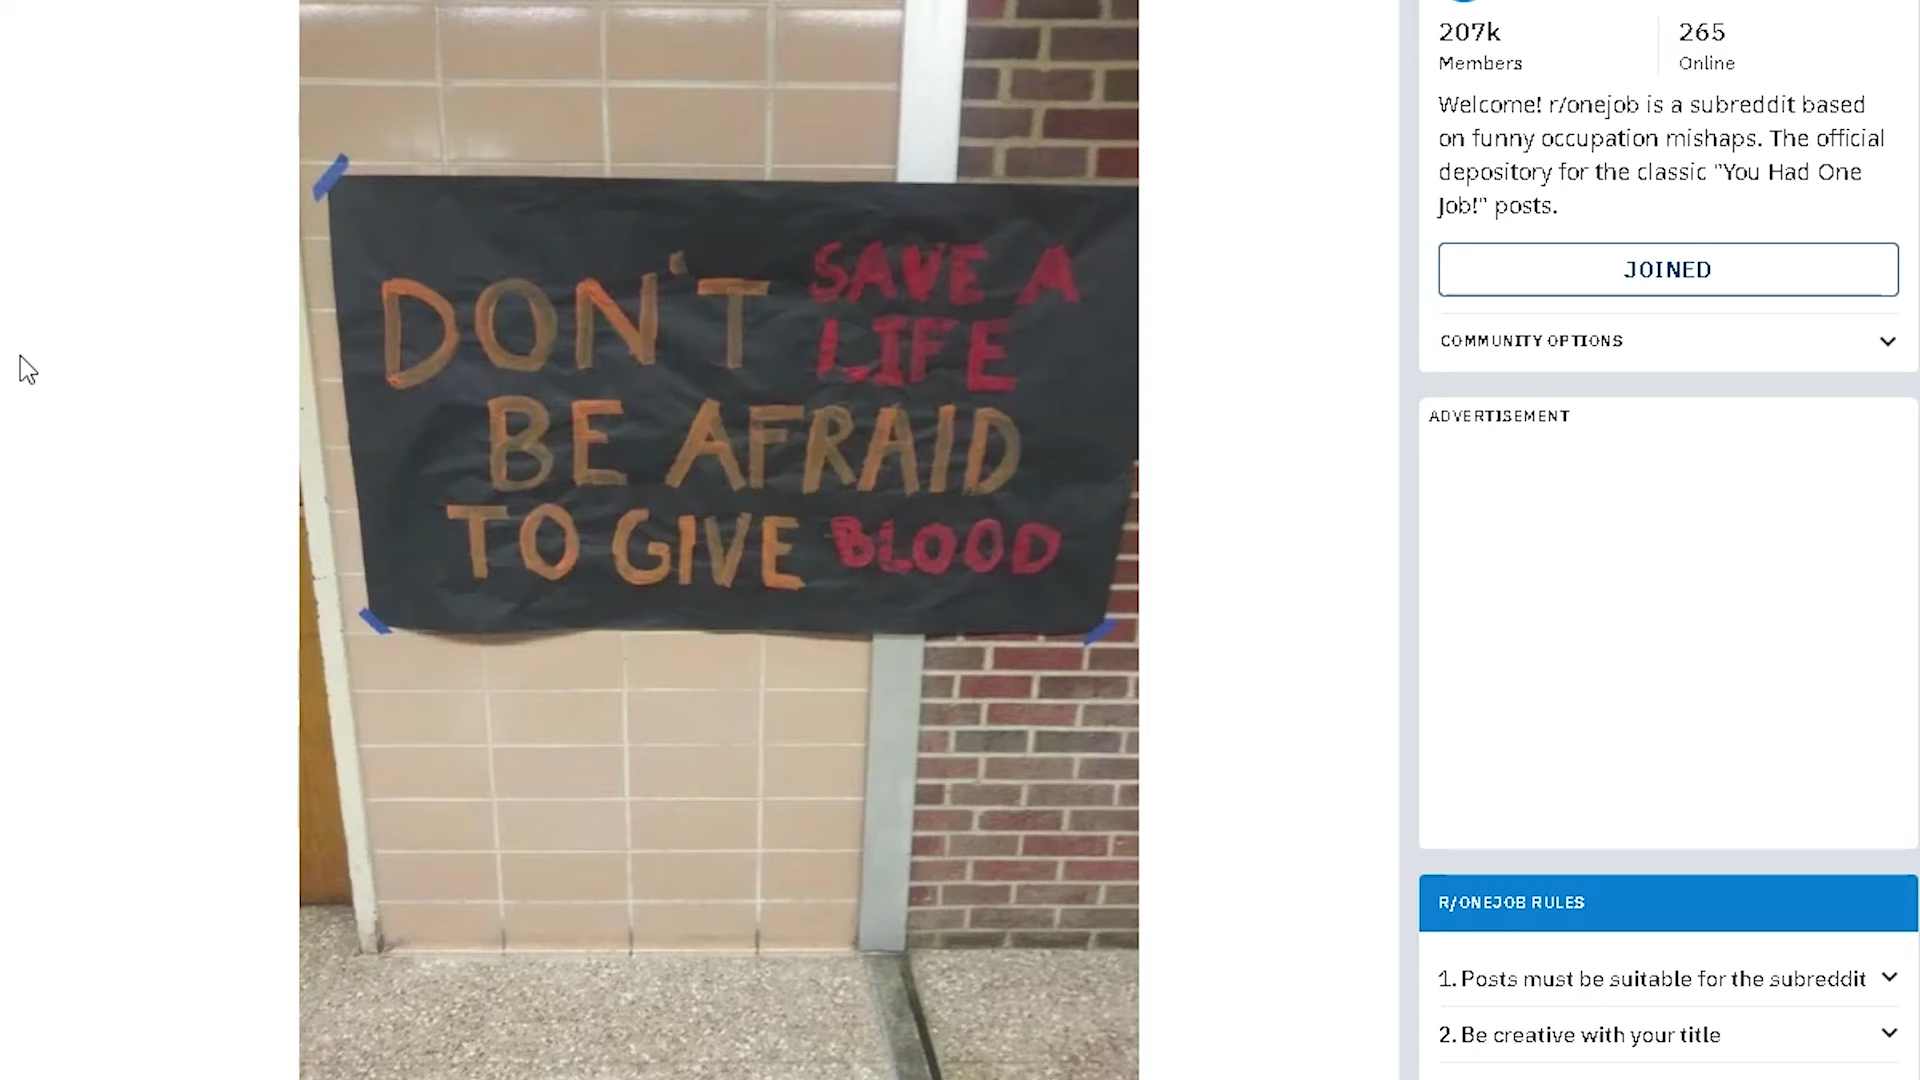 DON'T SAVE A
LIFE
BE AFRAID
TO GIVE BLOOD
207k
Members
265
Online
Welcome! r/onejob is a subreddit based
on funny occupation mishaps. The official
depository for the classic "You Had One
Job!" posts.
JOINED
COMMUNITY OPTIONS
ADVERTISEMENT
R/ONEJOB RULES
1. Posts must be suitable for the subreddit
2. Be creative with your title